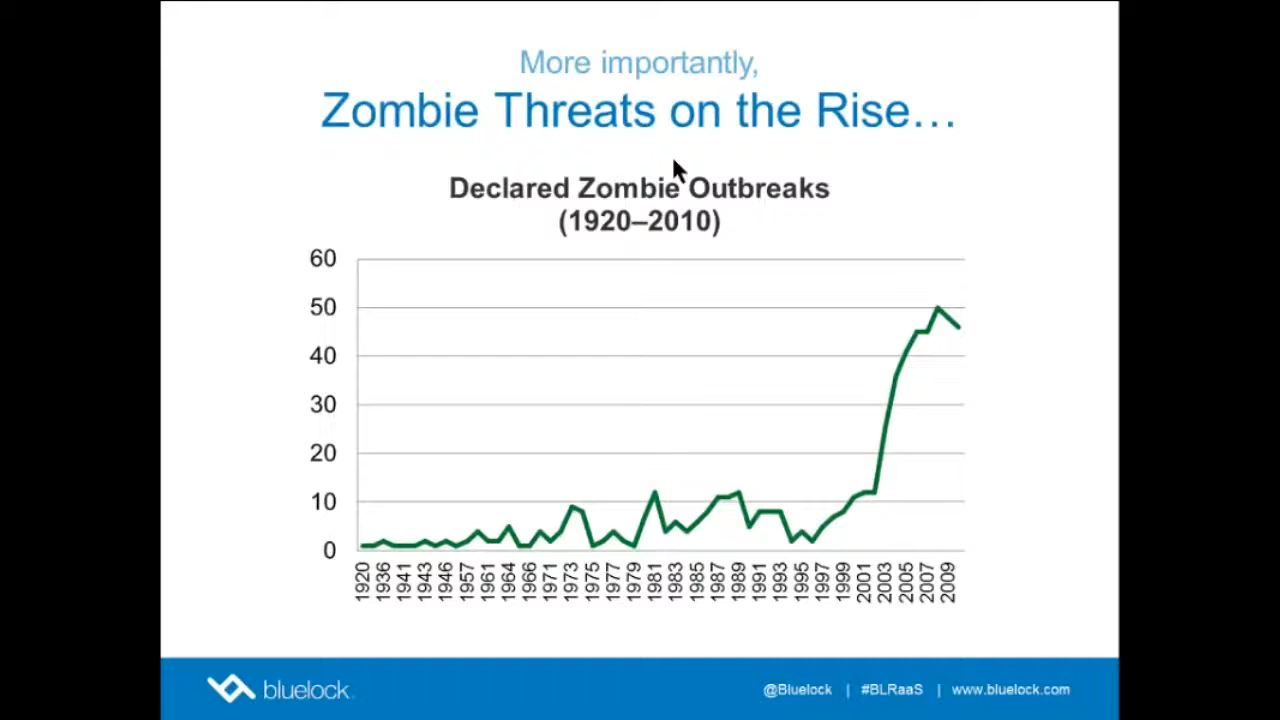 More importantly,
Zombie Threats on the Rise…
Declared Zombie Outbreaks
(1920–2010)
60
50
40
30
20
10
0
1920 1936 1941 1943 1946 1957 1961 1964 1966 1971 1973 1975 1977 1979 1981 1983 1985 1987 1989 1991 1993 1995 1997 1999 2001 2003 2005 2007 2009
bluelock
@Bluelock | #BLRaaS | www.bluelock.com